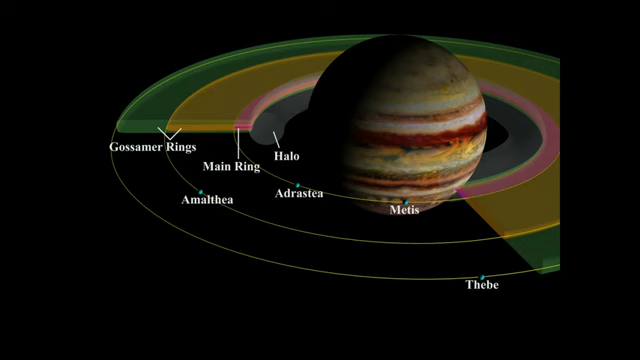 Gossamer Rings
Halo
Main Ring
Adrastea
Amalthea
Metis
Thebe